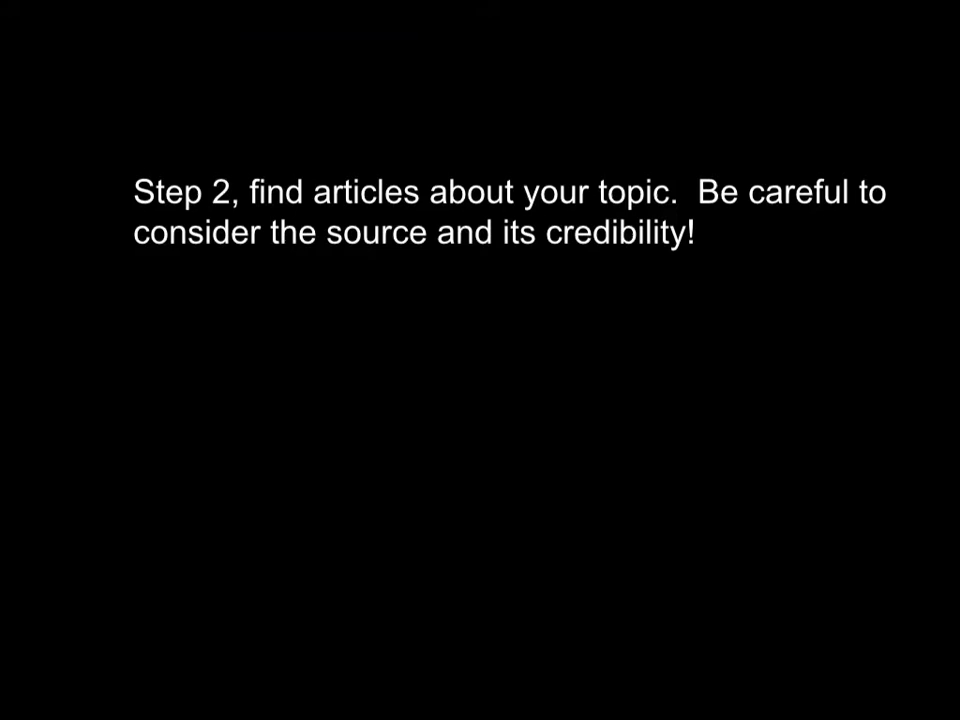 Step 2, find articles about your topic.  Be careful to
consider the source and its credibility!